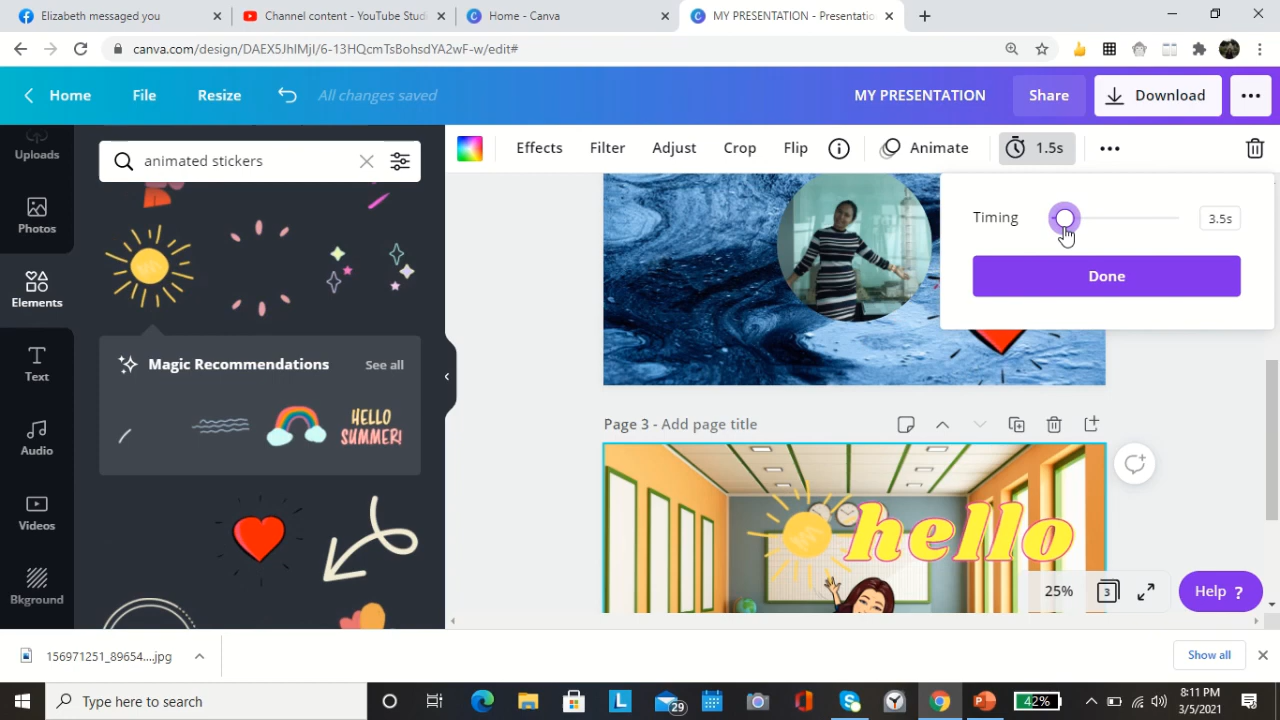 Elizabeth messaged you
Channel content - YouTube Studi
Home - Canva
MY PRESENTATION - Presentatio
canva.com/design/DAEX5JhlMjI/6-13HQcmTsBohsdYA2wF-w/edit#
Home
File
Resize
All changes saved
MY PRESENTATION
Share
Download
Uploads
Photos
Elements
Text
Audio
Videos
Bkground
animated stickers
Magic Recommendations
See all
HELLO
SUMMER!
Effects
Filter
Adjust
Crop
Flip
Animate
1.5s
Timing
3.5s
Done
Page 3 - Add page title
hello
25%
3
Help ?
156971251_89654....jpg
Show all
Type here to search
29
42%
8:11 PM
3/5/2021